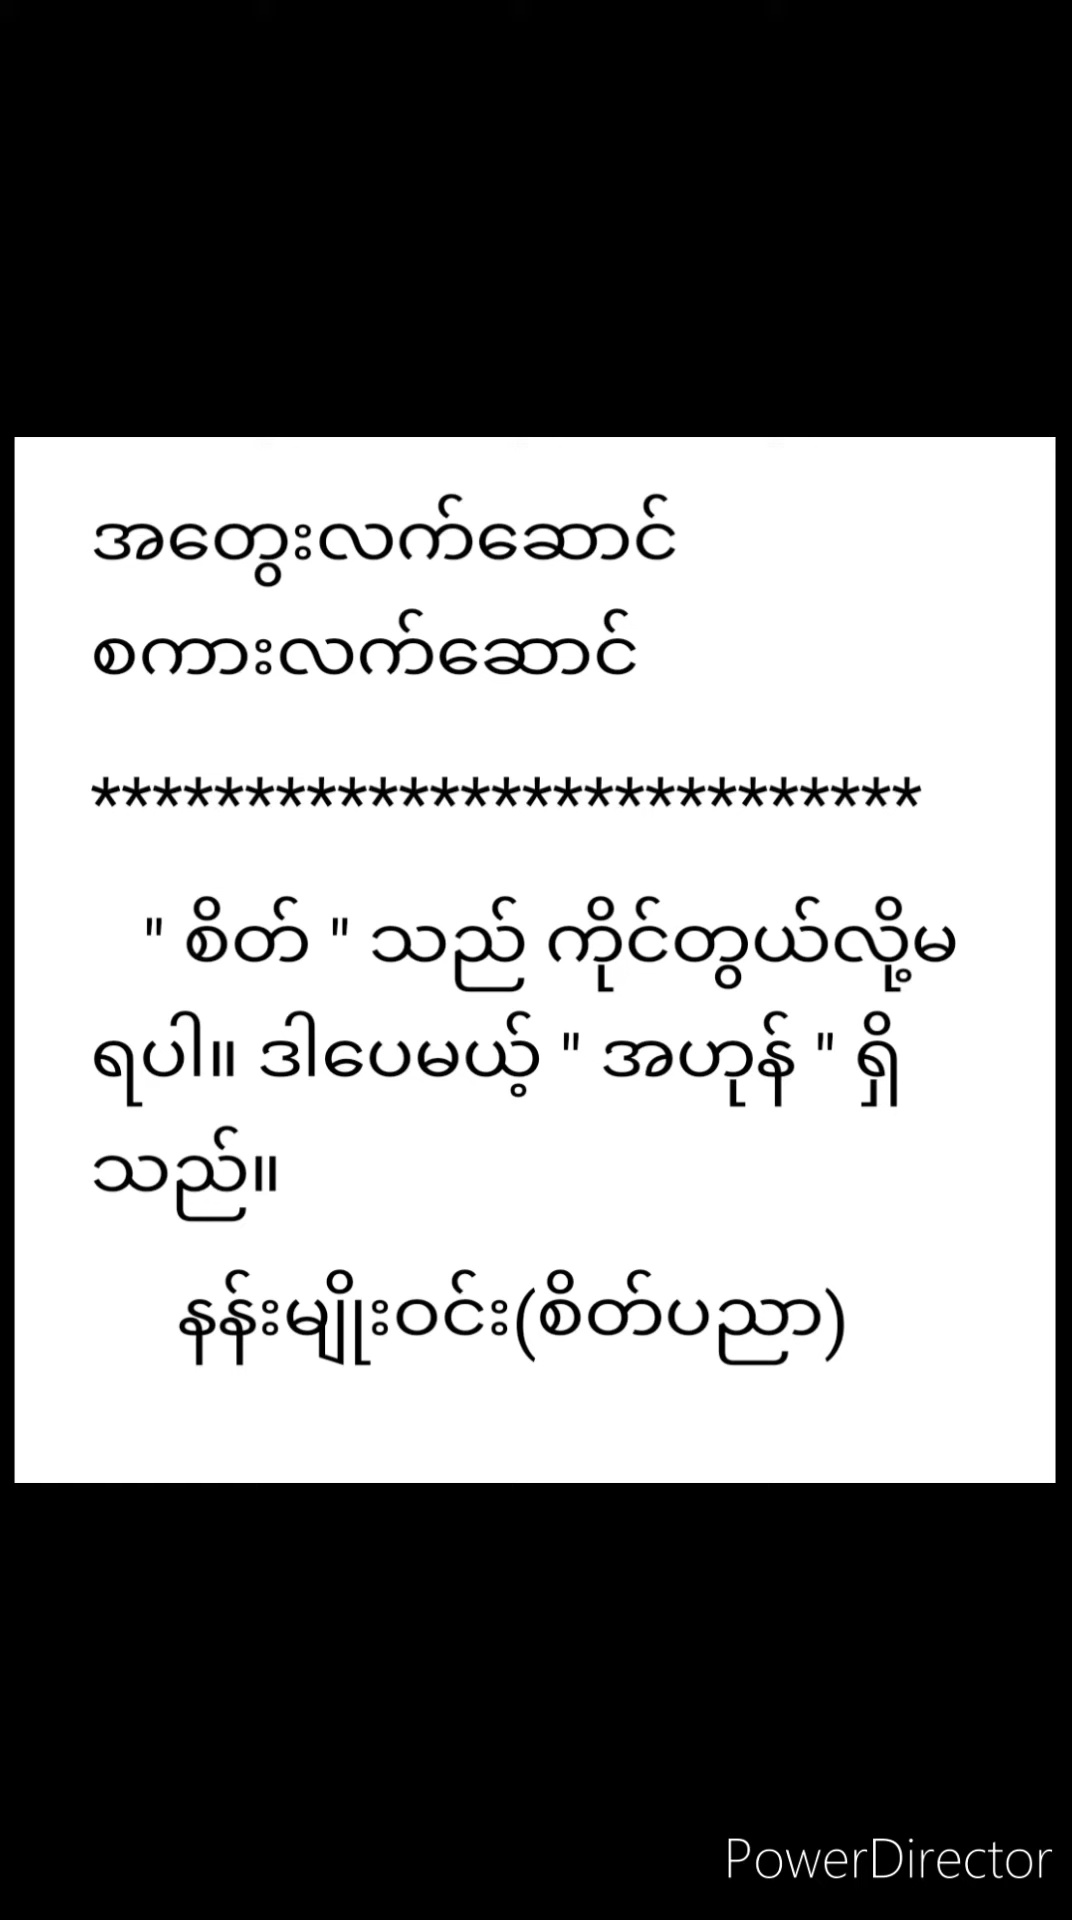 အတွေးလက်ဆောင်
စကားလက်ဆောင်
***************************
" စိတ် " သည် ကိုင်တွယ်လို့မ
ရပါ။ ဒါပေမယ့် " အဟုန် " ရှိ
သည်။
နန်းမျိုးဝင်း(စိတ်ပညာ)
PowerDirector